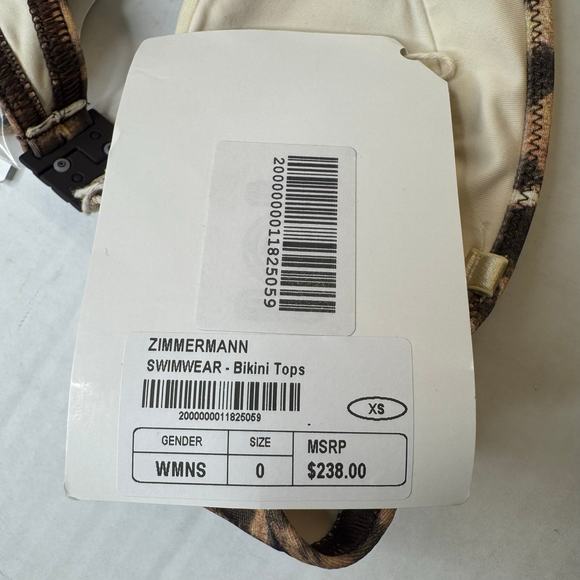 2000000011825059
ZIMMERMANN
SWIMWEAR - Bikini Tops
2000000011825059
XS
GENDER SIZE MSRP
WMNS 0 $238.00